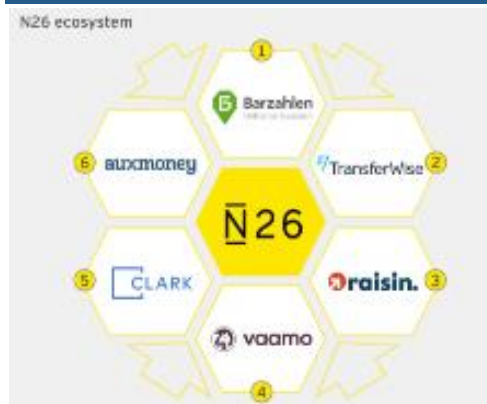 N26 ecosystem
1
Barzahlen
6
auxmoney
TransferWise
2
N26
5
CLARK
raisin.
3
vaamo
4